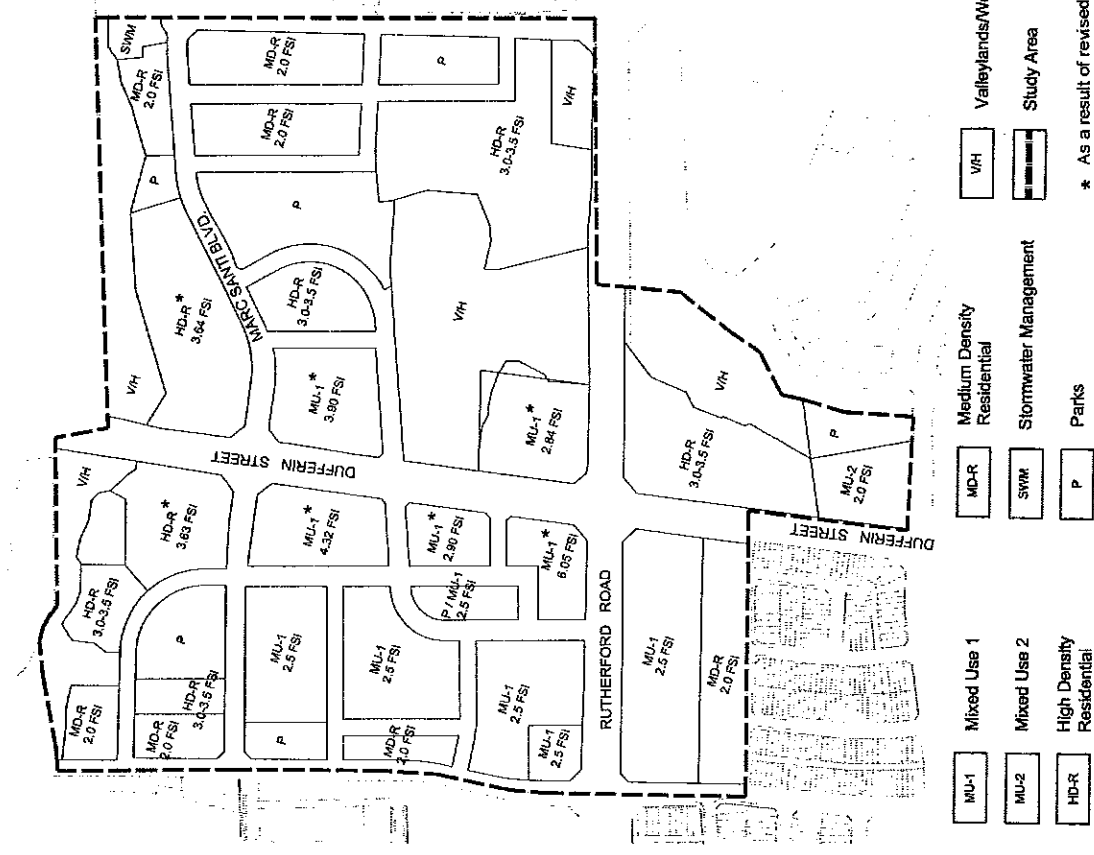 SWM
MD-R
2.0 FSI
MD-R
2.0 FSI
P
MD-R
2.0 FSI
P
V/H
HD-R
3.0-3.5 FSI
P
MARC SANTI BLVD.
HD-R *
3.64 FSI
V/H
HD-R
3.0-3.5 FSI
V/H
MU-1 *
3.90 FSI
MU-1 *
2.84 FSI
DUFFERIN STREET
V/H
HD-R *
3.63 FSI
HD-R
3.0-3.5 FSI
MU-1 *
4.32 FSI
MU-1 *
2.90 FSI
MU-1 *
6.05 FSI
P / MU-1
2.5 FSI
P
MU-1
2.5 FSI
MU-1
2.5 FSI
MD-R
2.0 FSI
HD-R
3.0-3.5 FSI
MD-R
2.0 FSI
P
MD-R
2.0 FSI
MU-1
2.5 FSI
MU-1
2.5 FSI
RUTHERFORD ROAD
MU-1
2.5 FSI
MD-R
2.0 FSI
HD-R
3.0-3.5 FSI
V/H
P
MU-2
2.0 FSI
DUFFERIN STREET
MU-1
Mixed Use 1
MU-2
Mixed Use 2
HD-R
High Density
Residential
MD-R
Medium Density
Residential
SWM
Stormwater Management
P
Parks
V/H
Study Area
* As a result of revised